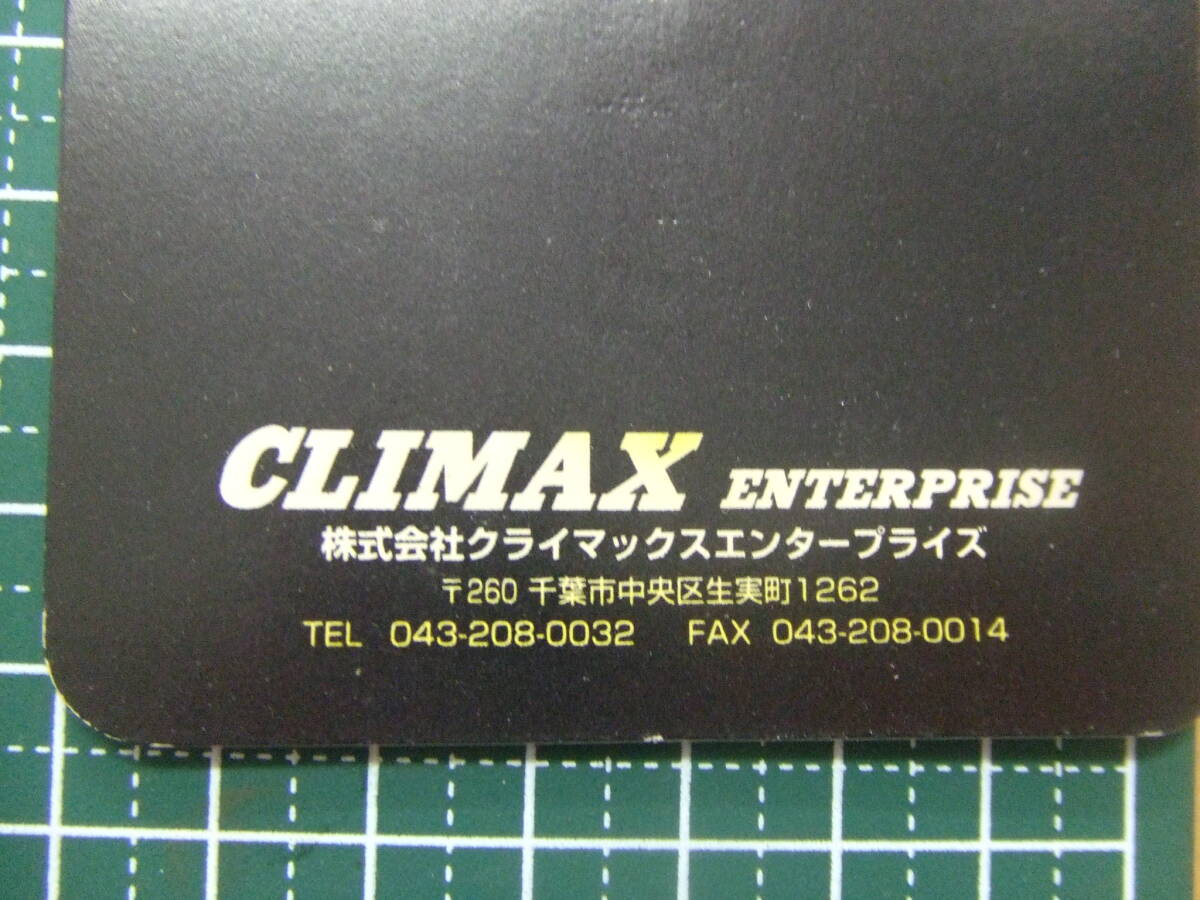 CLIMAX ENTERPRISE
株式会社クライマックスエンタープライズ
〒260 千葉市中央区生実町1262
TEL 043-208-0032 FAX 043-208-0014